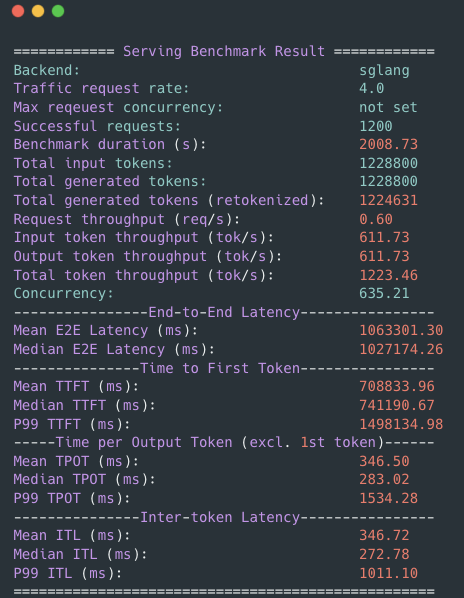 ============ Serving Benchmark Result ============
Backend: sglang
Traffic request rate: 4.0
Max reqeuest concurrency: not set
Successful requests: 1200
Benchmark duration (s): 2008.73
Total input tokens: 1228800
Total generated tokens: 1228800
Total generated tokens (retokenized): 1224631
Request throughput (req/s): 0.60
Input token throughput (tok/s): 611.73
Output token throughput (tok/s): 611.73
Total token throughput (tok/s): 1223.46
Concurrency: 635.21
----------------End-to-End Latency----------------
Mean E2E Latency (ms): 1063301.30
Median E2E Latency (ms): 1027174.26
---------------Time to First Token----------------
Mean TTFT (ms): 708833.96
Median TTFT (ms): 741190.67
P99 TTFT (ms): 1498134.98
-----Time per Output Token (excl. 1st token)------
Mean TPOT (ms): 346.50
Median TPOT (ms): 283.02
P99 TPOT (ms): 1534.28
---------------Inter-token Latency----------------
Mean ITL (ms): 346.72
Median ITL (ms): 272.78
P99 ITL (ms): 1011.10
==================================================